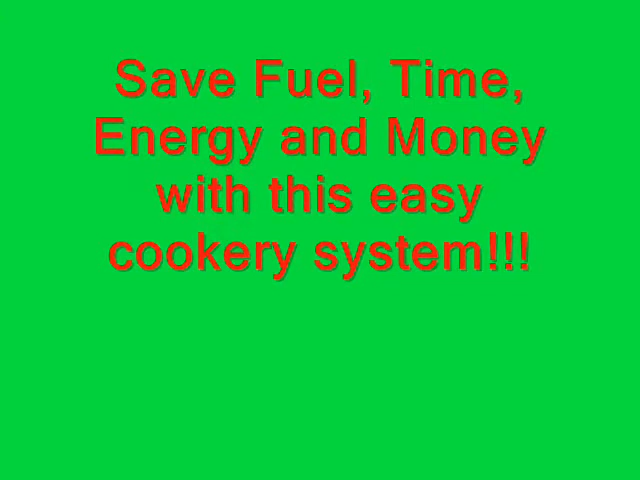 Save Fuel, Time,
Energy and Money
with this easy
cookery system!!!